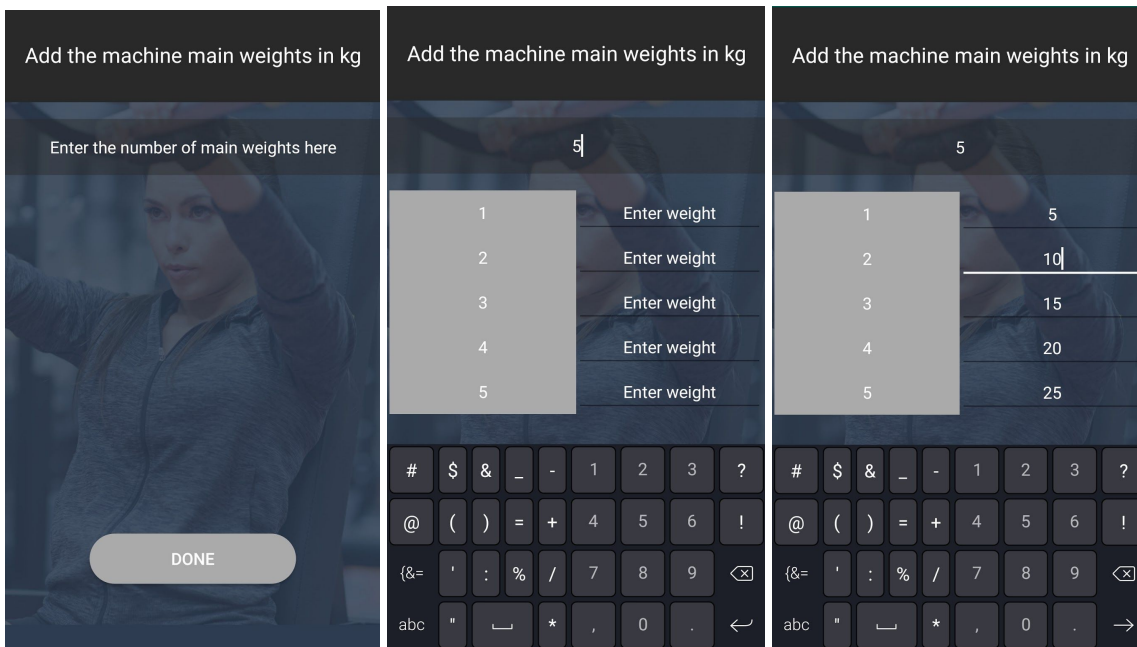 Add the machine main weights in kg
Enter the number of main weights here
DONE
Add the machine main weights in kg
5
1 Enter weight
2 Enter weight
3 Enter weight
4 Enter weight
5 Enter weight
# $ & _ - 1 2 3 ?
@ ( ) = + 4 5 6 !
{&= ' : % / 7 8 9
abc " * , 0 .
Add the machine main weights in kg
5
1 5
2 10
3 15
4 20
5 25
# $ & _ - 1 2 3 ?
@ ( ) = + 4 5 6 !
{&= ' : % / 7 8 9
abc " * , 0 .